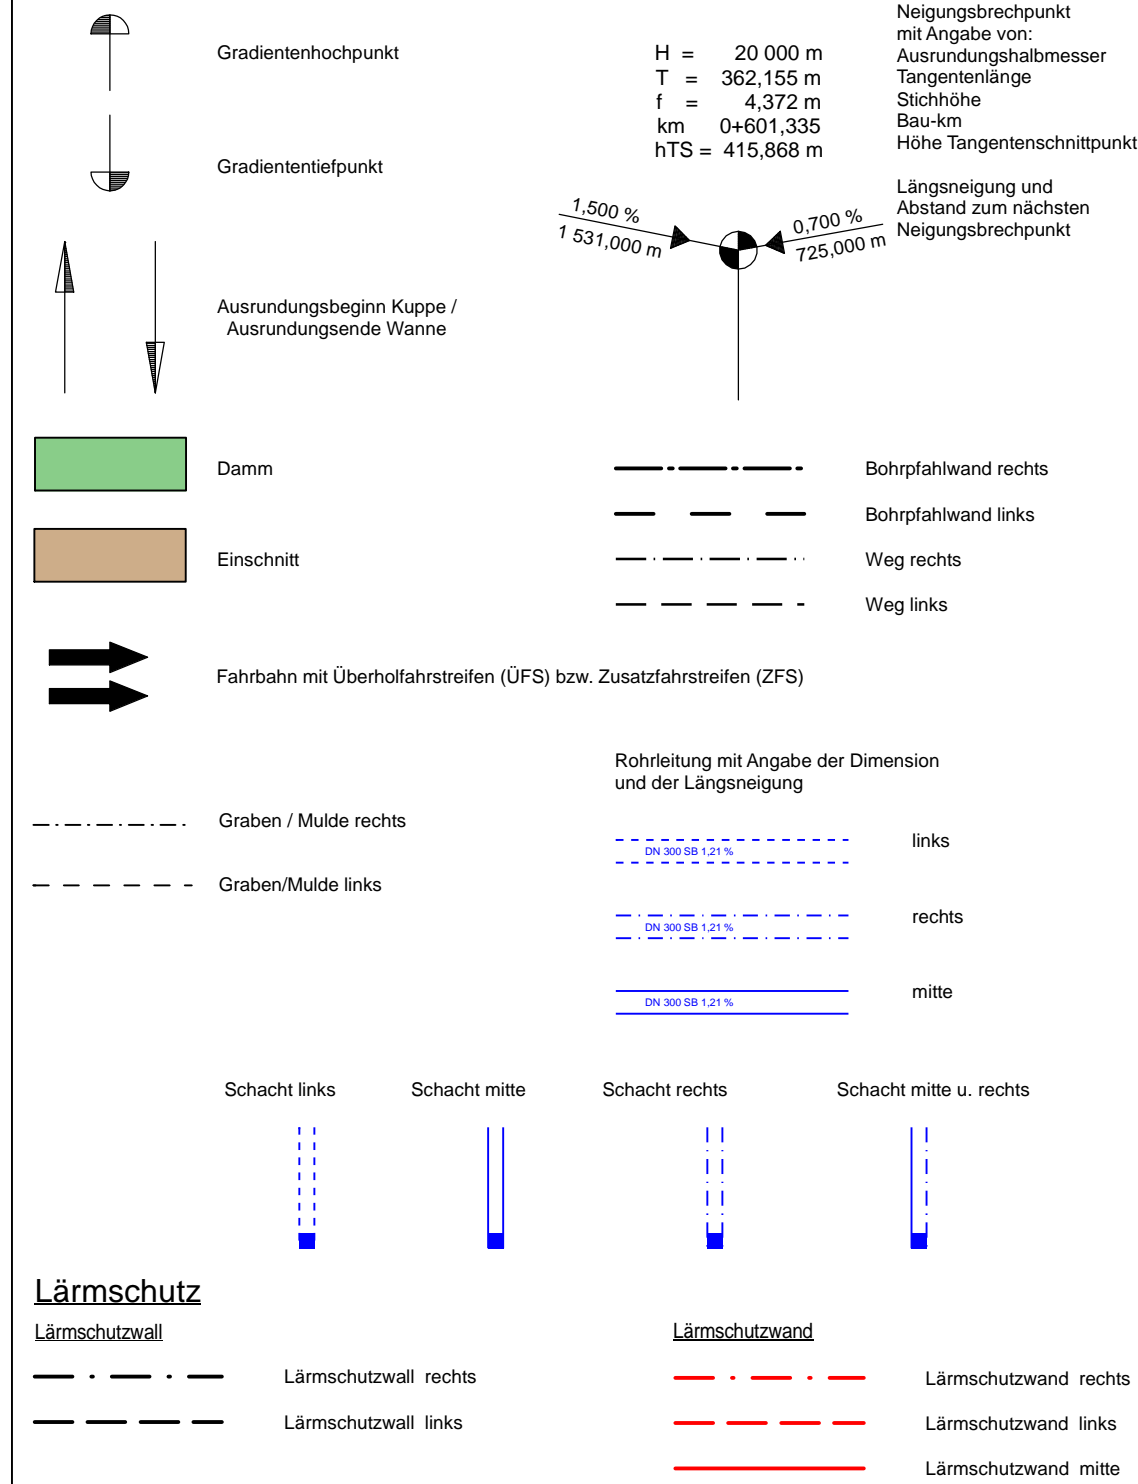 Gradientenhochpunkt
Gradiententiefpunkt
Ausrundungsbeginn Kuppe /
Ausrundungsende Wanne
H = 20 000 m
T = 362,155 m
f = 4,372 m
km 0+601,335
hTS = 415,868 m
Neigungsbrechpunkt
mit Angabe von:
Ausrundungshalbmesser
Tangentenlänge
Stichhöhe
Bau-km
Höhe Tangentenschnittpunkt
Längsneigung und
Abstand zum nächsten
Neigungsbrechpunkt
1,500 %
1 531,000 m
0,700 %
725,000 m
Damm
Einschnitt
Bohrpfahlwand rechts
Bohrpfahlwand links
Weg rechts
Weg links
Fahrbahn mit Überholfahrstreifen (ÜFS) bzw. Zusatzfahrstreifen (ZFS)
Graben / Mulde rechts
Graben/Mulde links
Rohrleitung mit Angabe der Dimension
und der Längsneigung
DN 300 SB 1,21 %
links
DN 300 SB 1,21 %
rechts
DN 300 SB 1,21 %
mitte
Schacht links
Schacht mitte
Schacht rechts
Schacht mitte u. rechts
Lärmschutz
Lärmschutzwall
Lärmschutzwall rechts
Lärmschutzwall links
Lärmschutzwand
Lärmschutzwand rechts
Lärmschutzwand links
Lärmschutzwand mitte